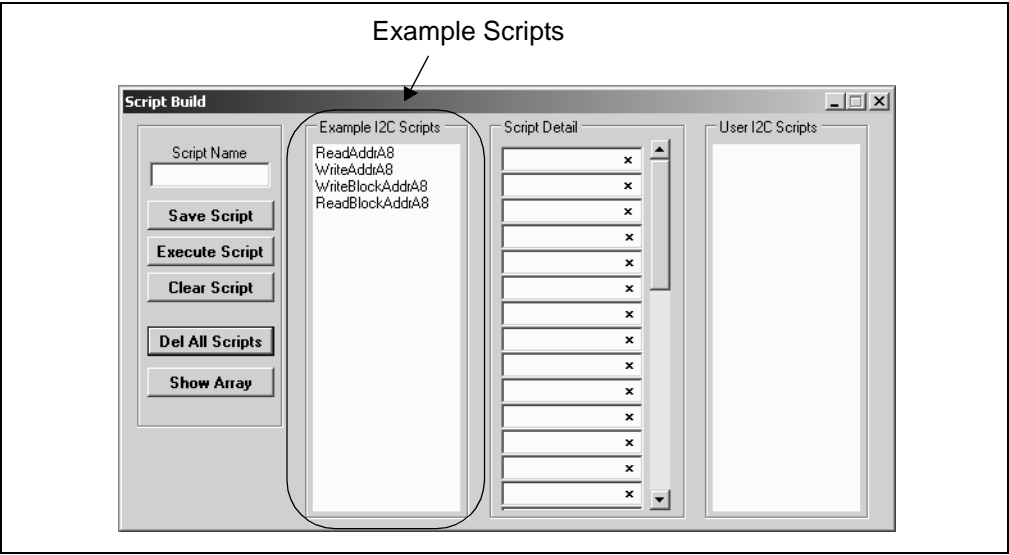 Example Scripts
Script Build
Script Name
Save Script
Execute Script
Clear Script
Del All Scripts
Show Array
Example I2C Scripts
ReadAddrA8
WriteAddrA8
WriteBlockAddrA8
ReadBlockAddrA8
Script Detail
x
x
x
x
x
x
x
x
x
x
x
x
x
x
User I2C Scripts